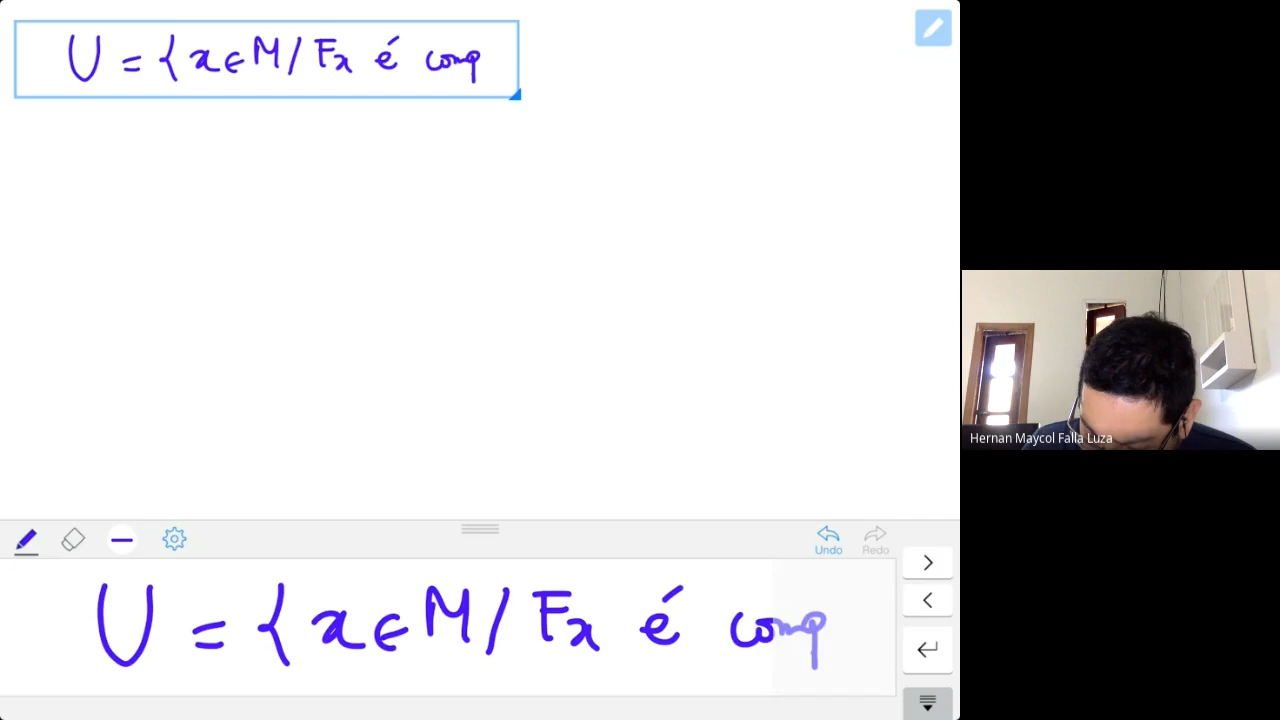 U = { x ∈ M / Fx é comp
Hernan Maycol Falla Luza
Undo
Redo
U = { x ∈ M / Fx é comp